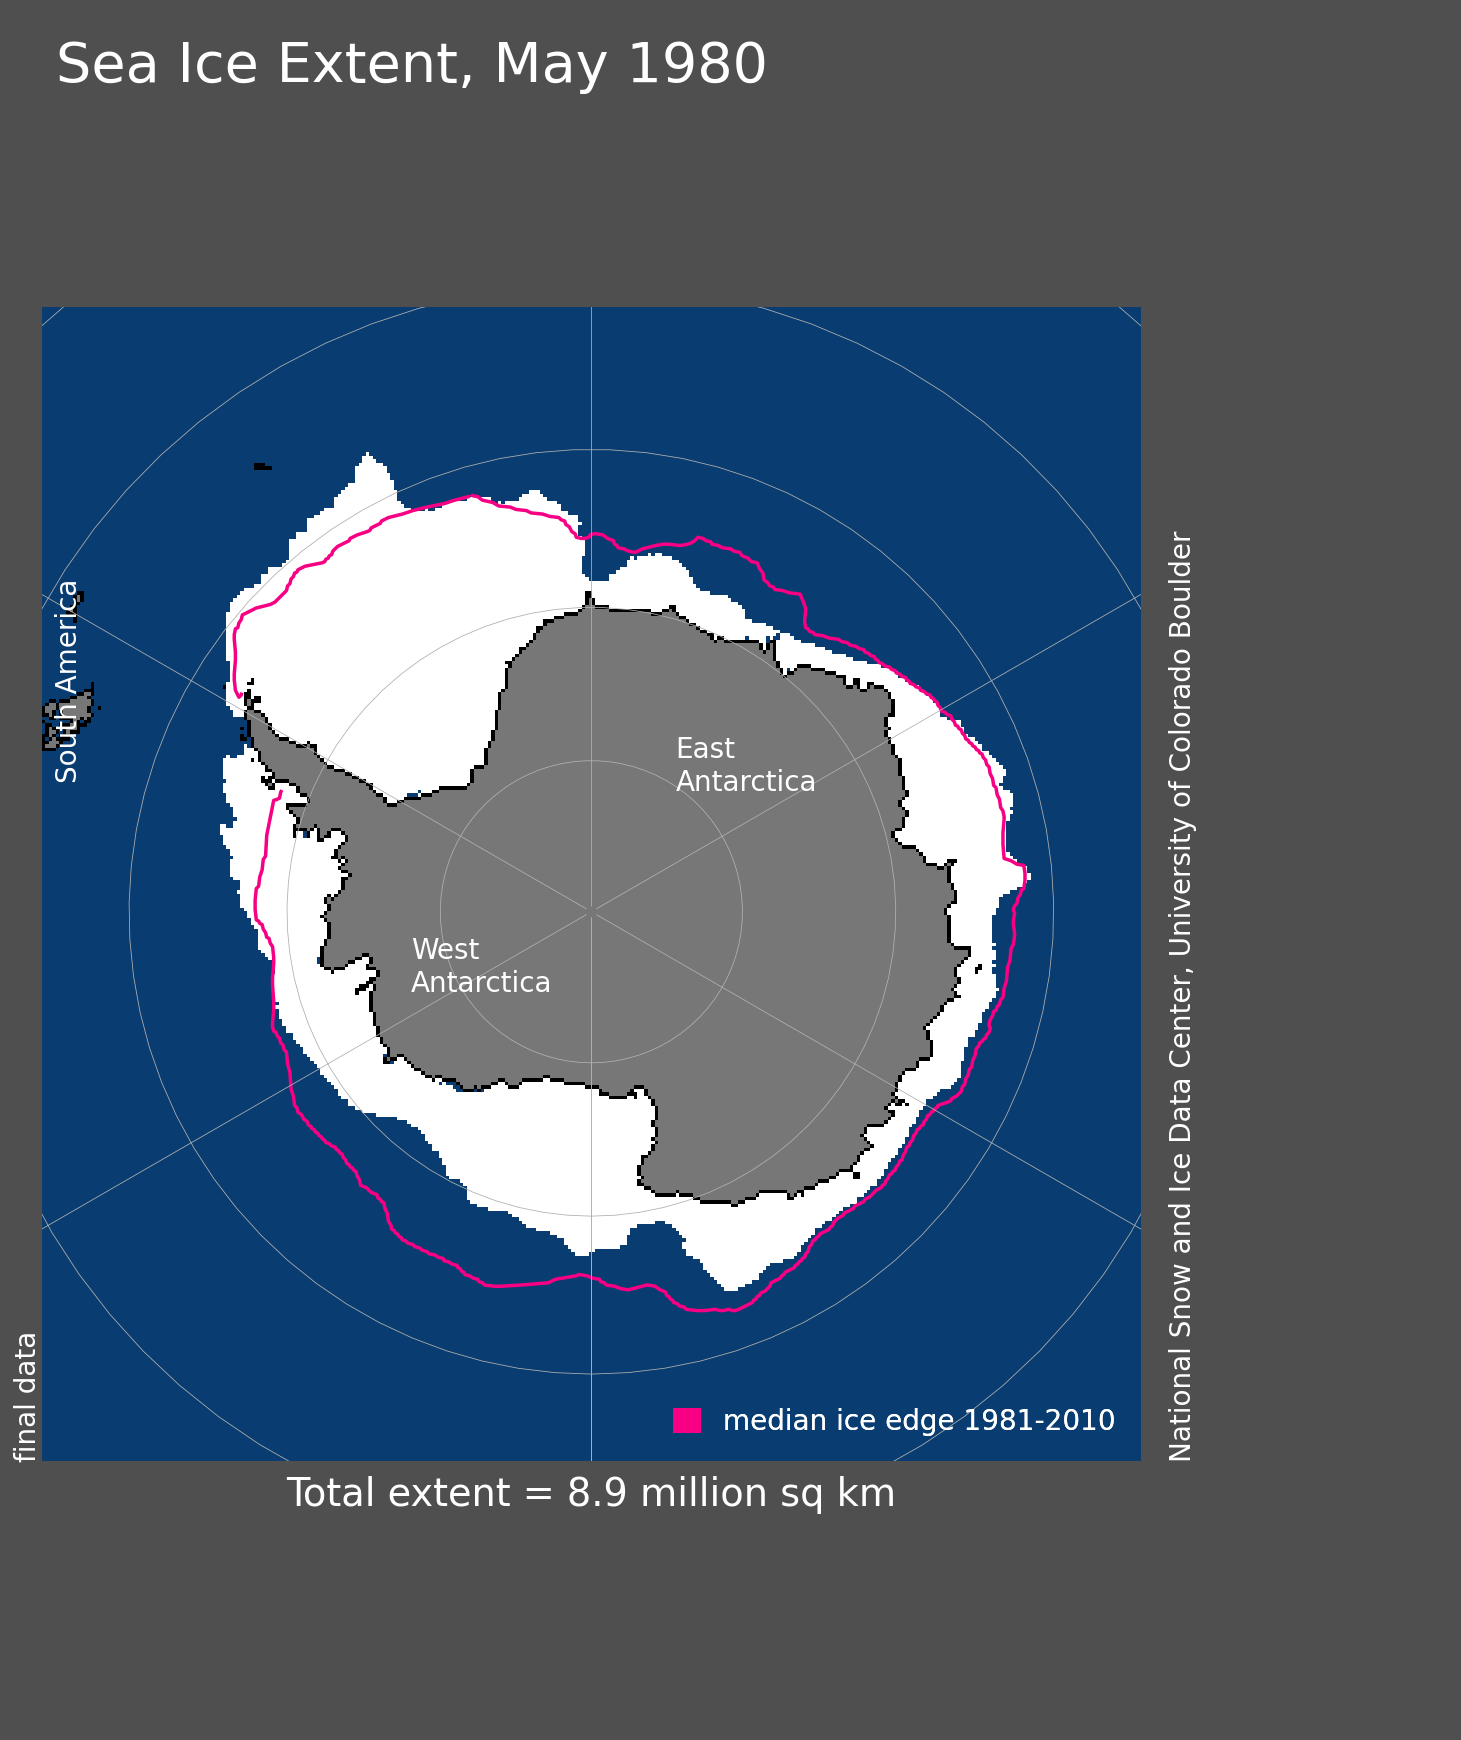 Sea Ice Extent, May 1980
South America
East
Antarctica
West
Antarctica
National Snow and Ice Data Center, University of Colorado Boulder
final data
median ice edge 1981-2010
Total extent = 8.9 million sq km